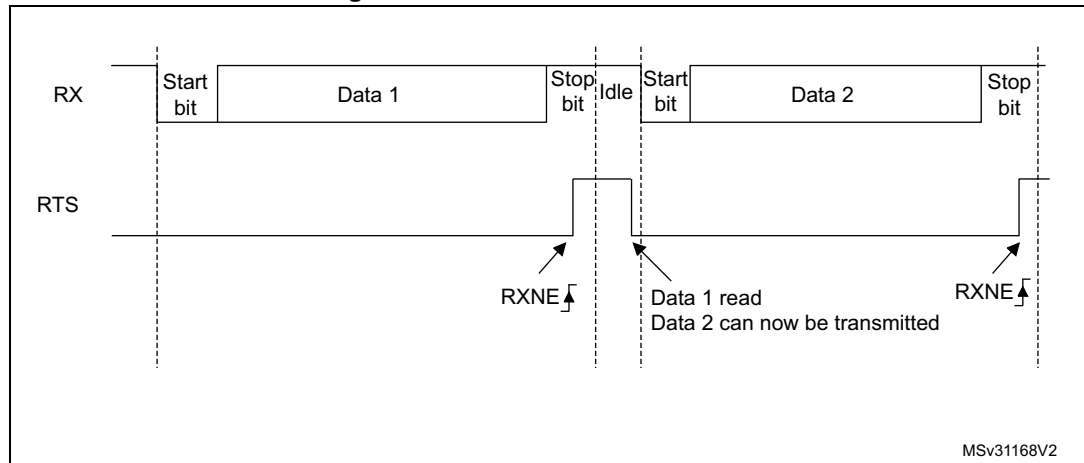 RX
Start
bit
Data 1
Stop
bit
Idle
Start
bit
Data 2
Stop
bit
RTS
RXNE
Data 1 read
Data 2 can now be transmitted
RXNE
MSv31168V2